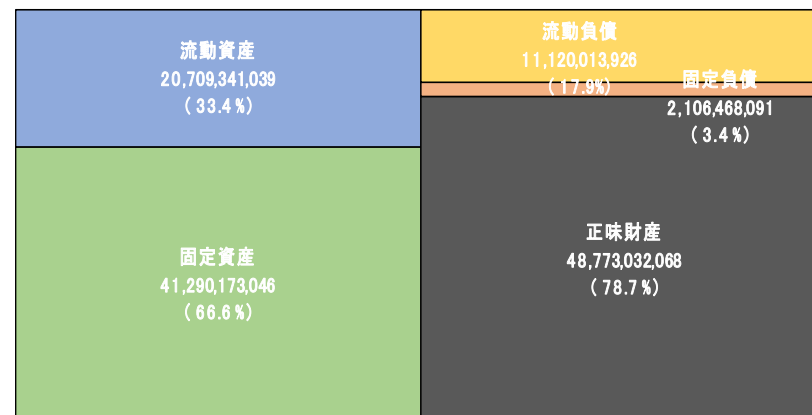 流動資産
20,709,341,039
(33.4%)
固定資産
41,290,173,046
(66.6%)
流動負債
11,120,013,926
(17.9%)
固定負債
2,106,468,091
(3.4%)
正味財産
48,773,032,068
(78.7%)